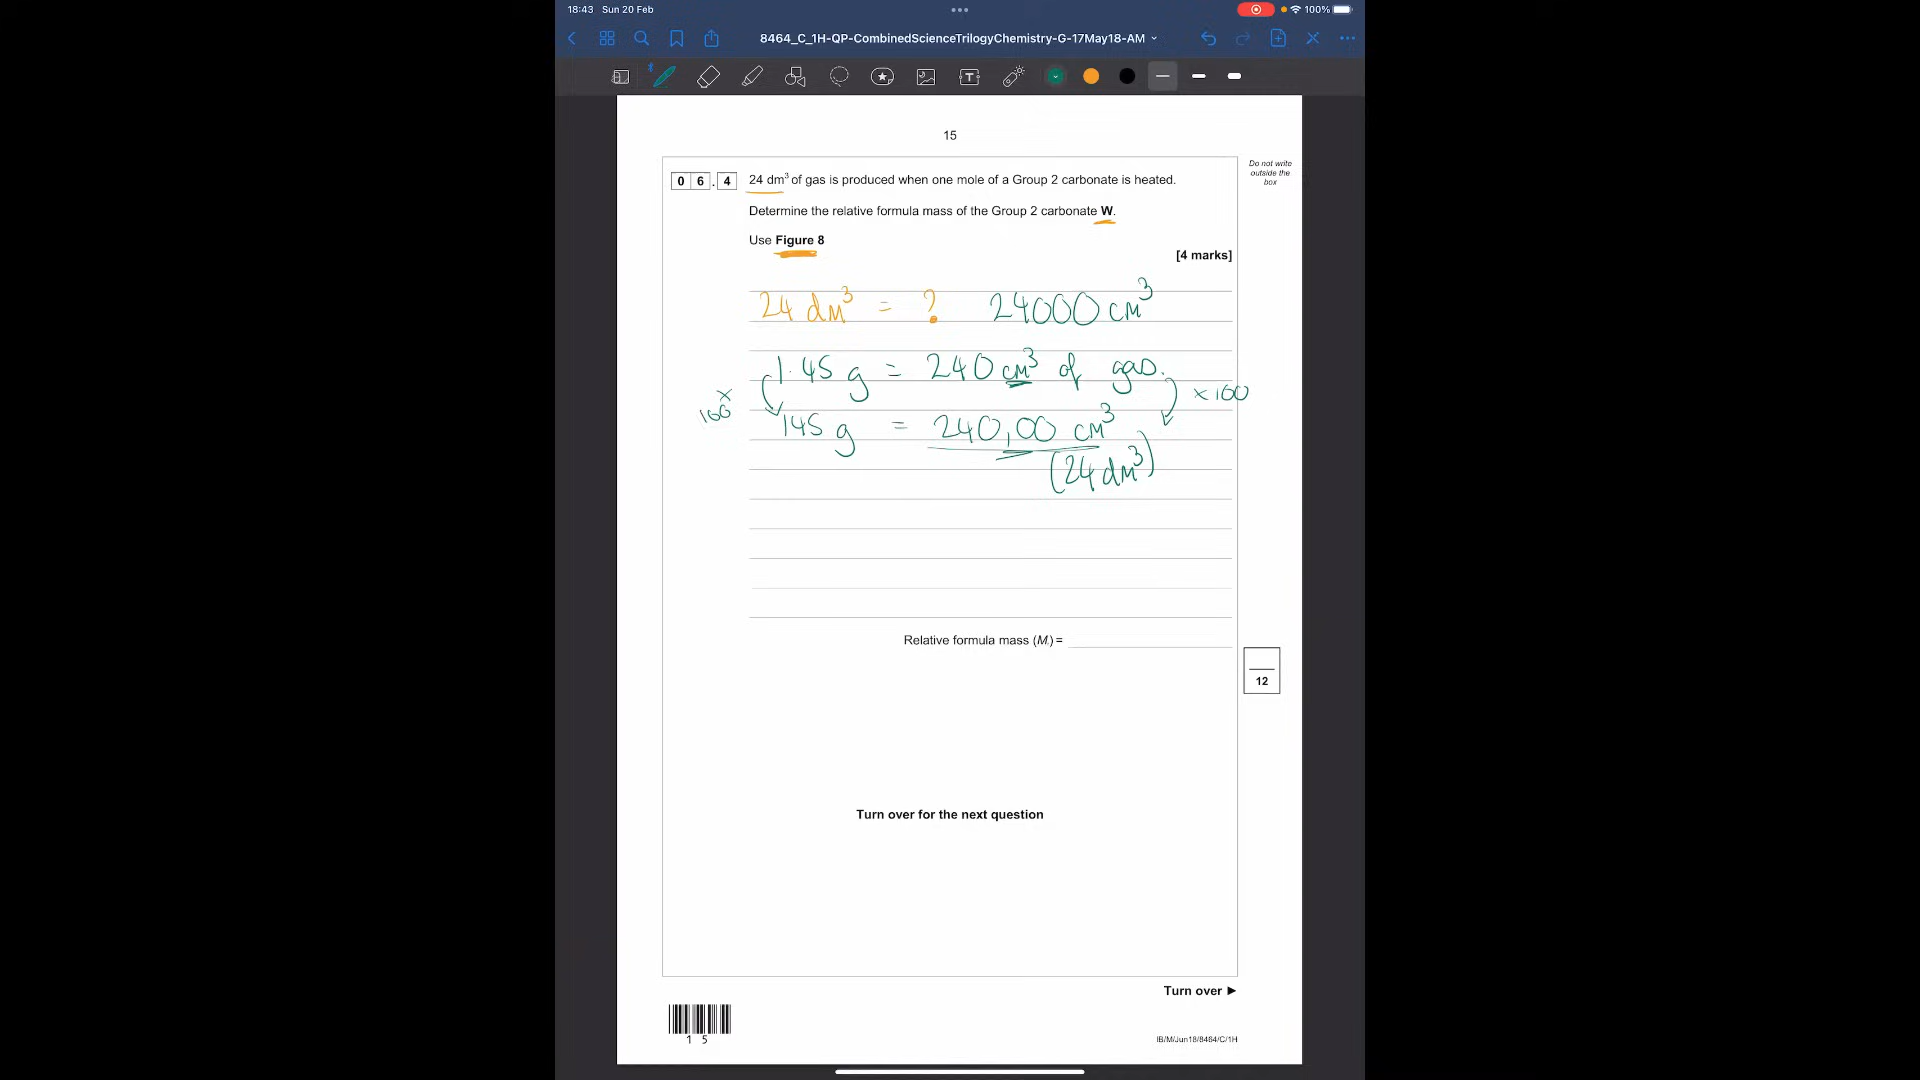 18:43 Sun 20 Feb
100%
8464_C_1H-QP-CombinedScienceTrilogyChemistry-G-17May18-AM
15
Do not write
outside the
box
0 6 . 4 24 dm³ of gas is produced when one mole of a Group 2 carbonate is heated.
Determine the relative formula mass of the Group 2 carbonate W.
Use Figure 8
[4 marks]
24 dm³ = ? 24000 cm³
1.45 g = 240 cm³ of gas.
x 100 x 100
145 g = 240,00 cm³
(24 dm³)
Relative formula mass (Mr) =
12
Turn over for the next question
Turn over ►
1 5
IB/M/Jun18/8464/C/1H